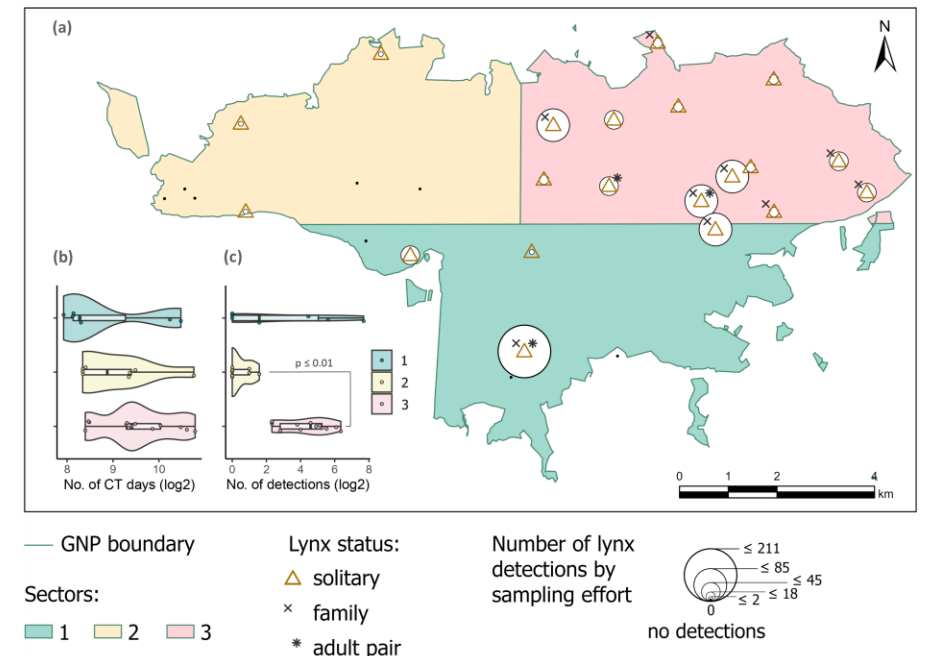 (a)
N
(b)
(c)
p ≤ 0.01
1
2
3
8 9 10
No. of CT days (log2)
0 2 4 6 8
No. of detections (log2)
0 1 2 4
km
GNP boundary
Sectors:
1 2 3
Lynx status:
solitary
family
adult pair
Number of lynx
detections by
sampling effort
≤ 211
≤ 85
≤ 45
≤ 18
≤ 2
0
no detections